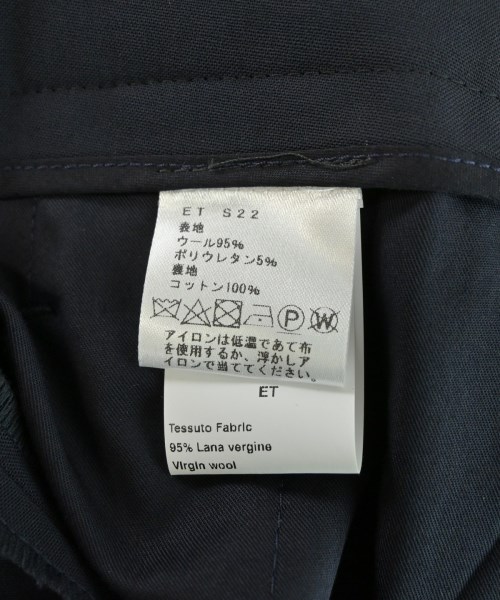 ET S22
表地
ウール95%
ポリウレタン5%
裏地
コットン100%
P W
アイロンは低温であて布
を使用するか、浮かしア
イロンで当ててください。
ET
Tessuto Fabric
95% Lana vergine
Virgin wool